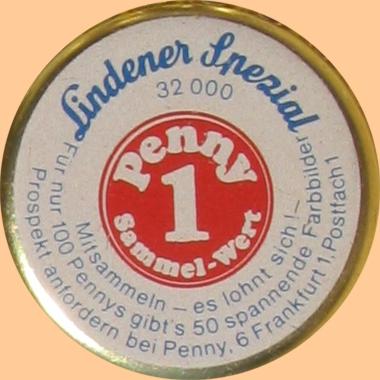 Lindener Spezial
32 000
Penny
1
Sammel-Wert
Mitsammeln – es lohnt sich! –
Für nur 100 Pennys gibt's 50 spannende Farbbilder
Prospekt anfordern bei Penny, 6 Frankfurt 1, Postfach 1